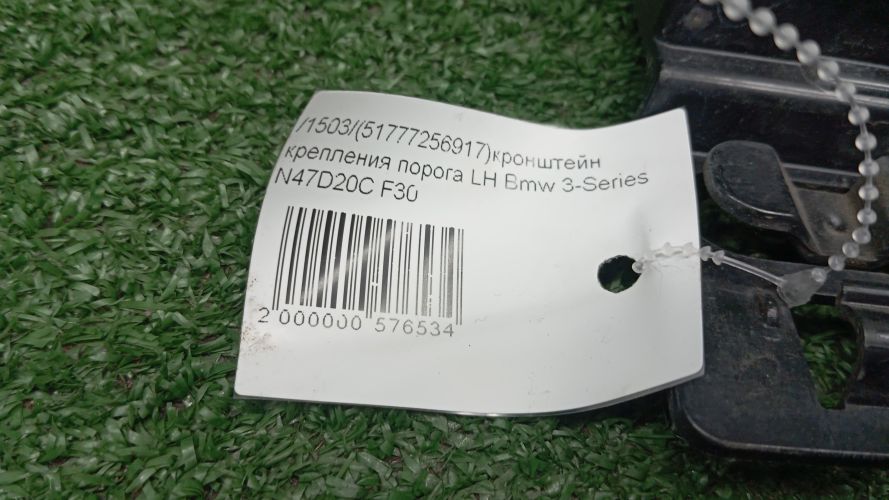 /1503/(51777256917)кронштейн
крепления порога LH Bmw 3-Series
N47D20C F30
2 000000 576534